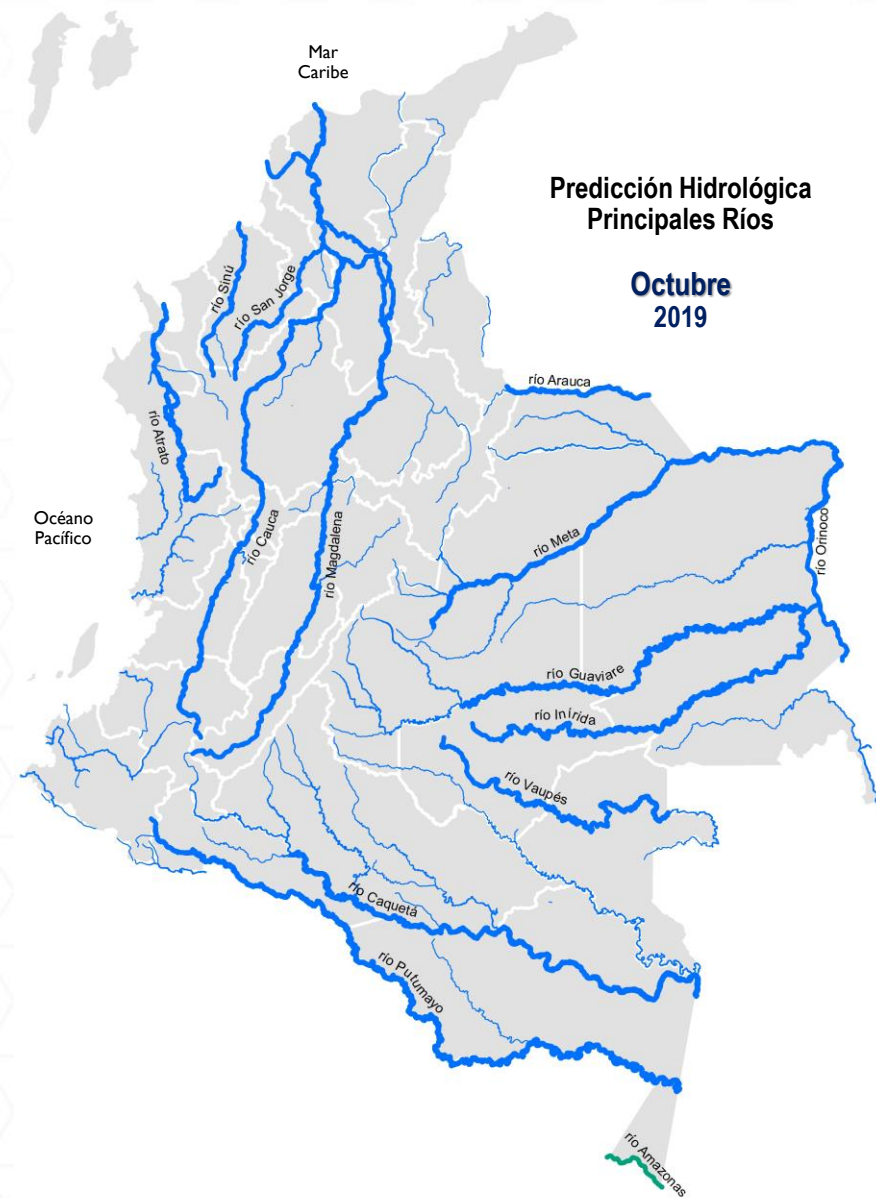 Mar
Caribe
Predicción Hidrológica
Principales Ríos
Octubre
2019
río Sinú
río San Jorge
río Arauca
río Atrato
Océano
Pacífico
río Cauca
río Magdalena
río Meta
río Orinoco
río Guaviare
río Inírida
río Vaupés
río Caquetá
río Putumayo
río Amazonas